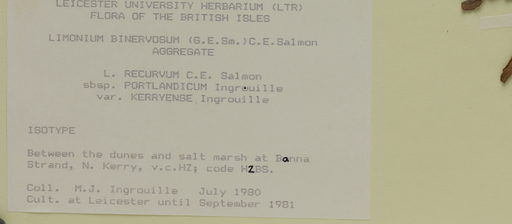 LEICESTER UNIVERSITY HERBARIUM (LTR)
FLORA OF THE BRITISH ISLES
LIMONIUM BINERVOSUM (G.E.Sm.)C.E.Salmon
AGGREGATE
L. RECURVUM C.E. Salmon
sbsp. PORTLANDICUM Ingrouille
var. KERRYENSE Ingrouille
ISOTYPE
Between the dunes and salt marsh at Banna
Strand, N. Kerry, v.c.HZ; code HZBS.
Coll. M.J. Ingrouille July 1980
Cult. at Leicester until September 1981